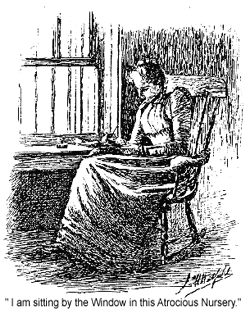 " I am sitting by the Window in this Atrocious Nursery."